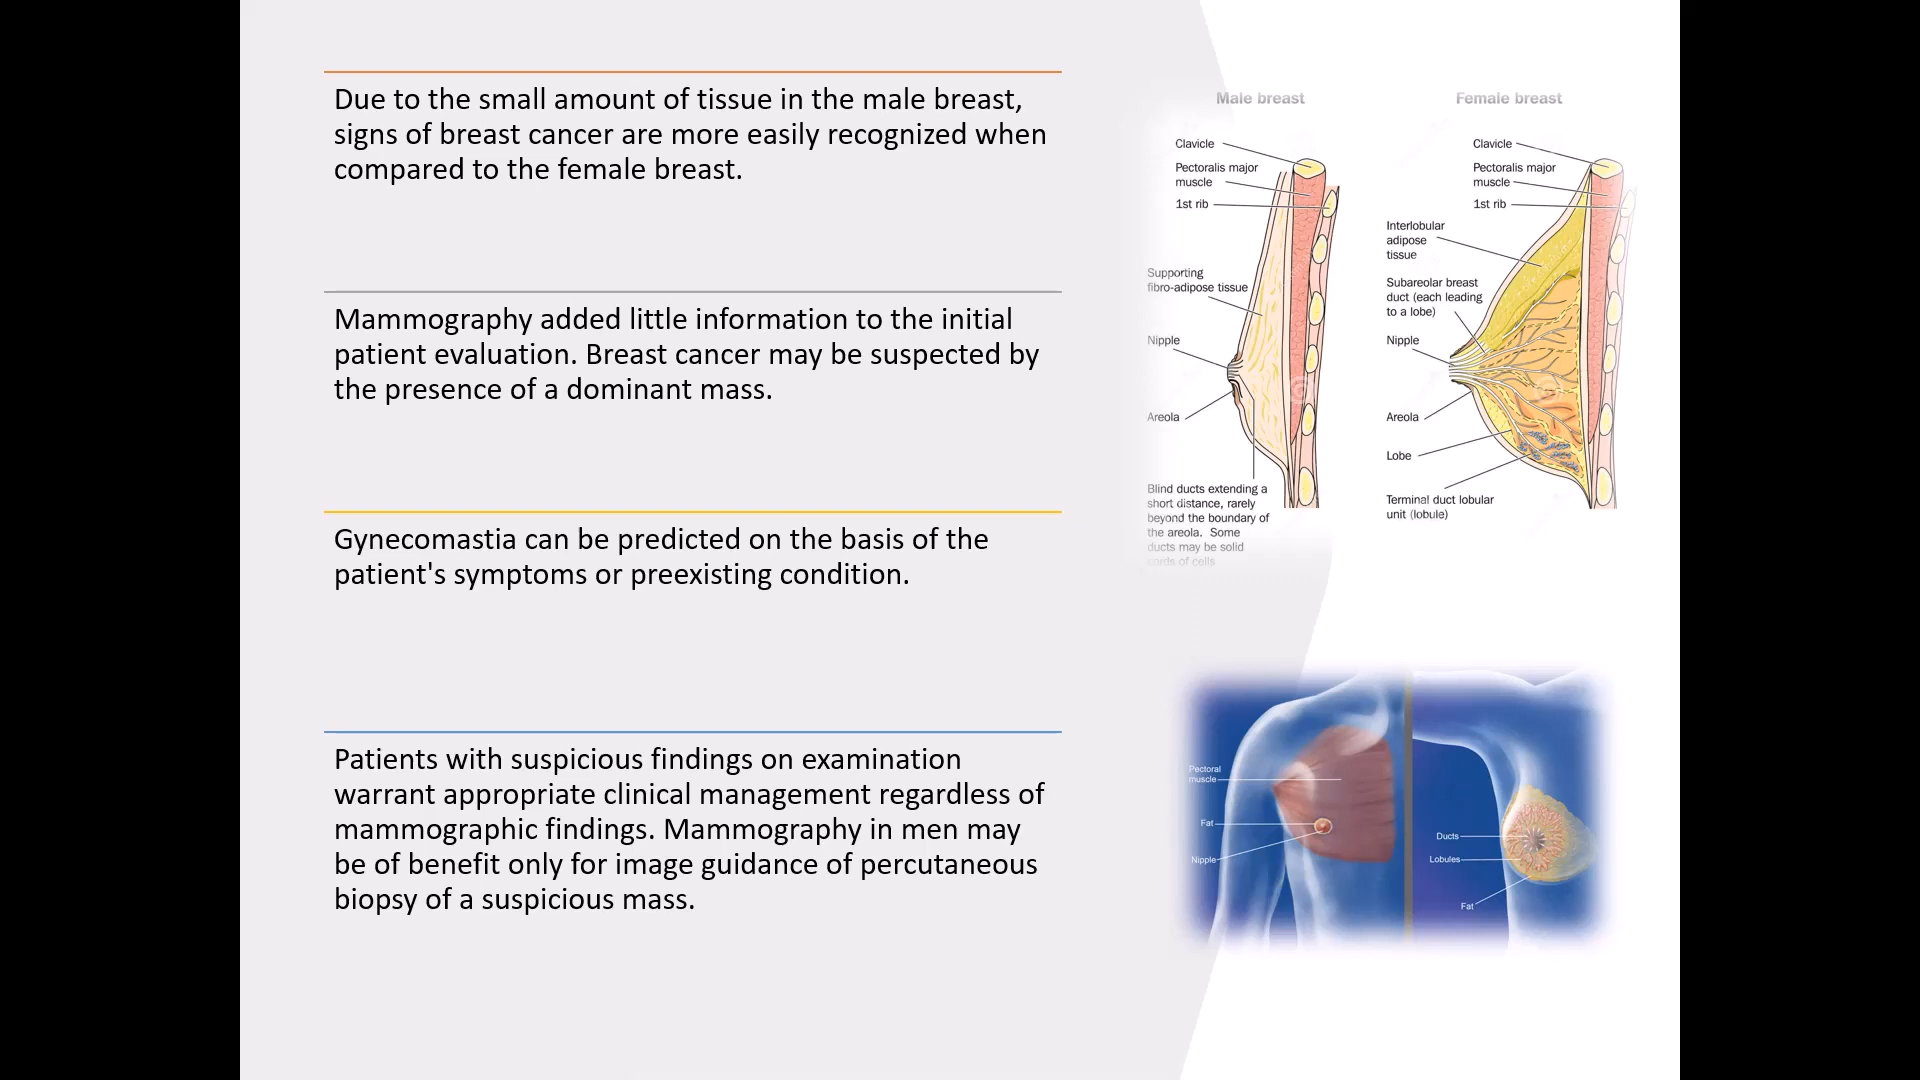 Due to the small amount of tissue in the male breast,
signs of breast cancer are more easily recognized when
compared to the female breast.
Mammography added little information to the initial
patient evaluation. Breast cancer may be suspected by
the presence of a dominant mass.
Gynecomastia can be predicted on the basis of the
patient's symptoms or preexisting condition.
Patients with suspicious findings on examination
warrant appropriate clinical management regardless of
mammographic findings. Mammography in men may
be of benefit only for image guidance of percutaneous
biopsy of a suspicious mass.
Male breast
Clavicle
Pectoralis major
muscle
1st rib
Supporting
fibro-adipose tissue
Nipple
Areola
Blind ducts extending a
short distance, rarely
beyond the boundary of
the areola. Some
ducts may be solid
cords of cells
Female breast
Clavicle
Pectoralis major
muscle
1st rib
Interlobular
adipose
tissue
Subareolar breast
duct (each leading
to a lobe)
Nipple
Areola
Lobe
Terminal duct lobular
unit (lobule)
Pectoral
muscle
Fat
Nipple
Ducts
Lobules
Fat